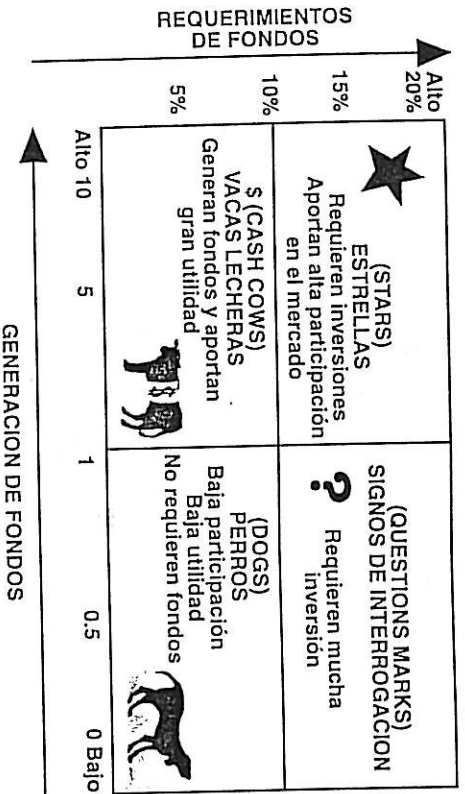 REQUERIMIENTOS
DE FONDOS
Alto
20%
15%
10%
5%
(STARS)
ESTRELLAS
Requieren inversiones
Aportan alta participación
en el mercado
(QUESTIONS MARKS)
SIGNOS DE INTERROGACION
?
Requieren mucha
inversión
$ (CASH COWS)
VACAS LECHERAS
Generan fondos y aportan
gran utilidad
$
(DOGS)
PERROS
Baja participación
Baja utilidad
No requieren fondos
Alto 10
5
1
0.5
0 Bajo
GENERACION DE FONDOS